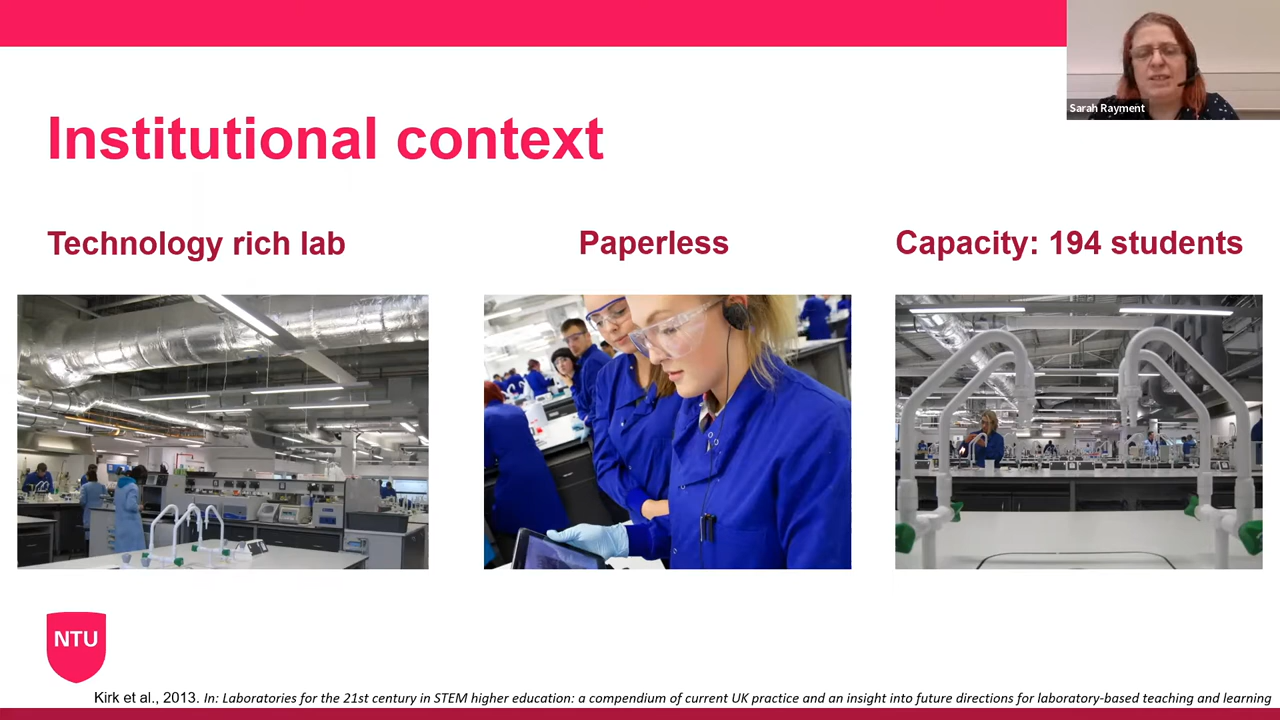 Sarah Rayment
Institutional context
Technology rich lab
Paperless
Capacity: 194 students
NTU
Kirk et al., 2013. In: Laboratories for the 21st century in STEM higher education: a compendium of current UK practice and an insight into future directions for laboratory-based teaching and learning